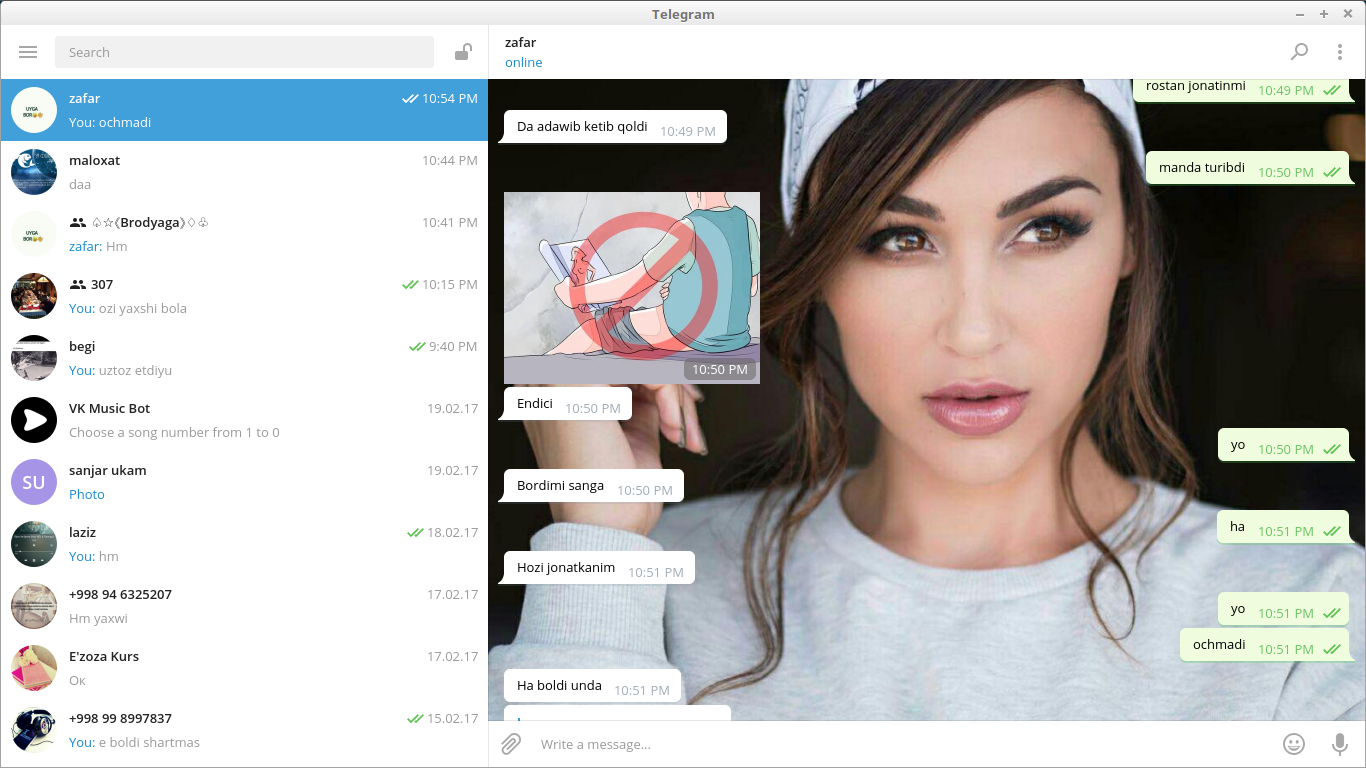 Telegram
Search
zafar
10:54 PM
You: ochmadi
maloxat
10:44 PM
daa
♤☆《Brodyaga》♢♧
10:41 PM
zafar: Hm
307
10:15 PM
You: ozi yaxshi bola
begi
9:40 PM
You: uztoz etdiyu
VK Music Bot
19.02.17
Choose a song number from 1 to 0
SU
sanjar ukam
19.02.17
Photo
laziz
18.02.17
You: hm
+998 94 6325207
17.02.17
Hm yaxwi
E'zoza Kurs
17.02.17
Ок
+998 99 8997837
15.02.17
You: e boldi shartmas
zafar
online
rostan jonatinmi 10:49 PM
Da adawib ketib qoldi 10:49 PM
manda turibdi 10:50 PM
10:50 PM
Endici 10:50 PM
yo 10:50 PM
Bordimi sanga 10:50 PM
ha 10:51 PM
Hozi jonatkanim 10:51 PM
yo 10:51 PM
ochmadi 10:51 PM
Ha boldi unda 10:51 PM
Write a message...